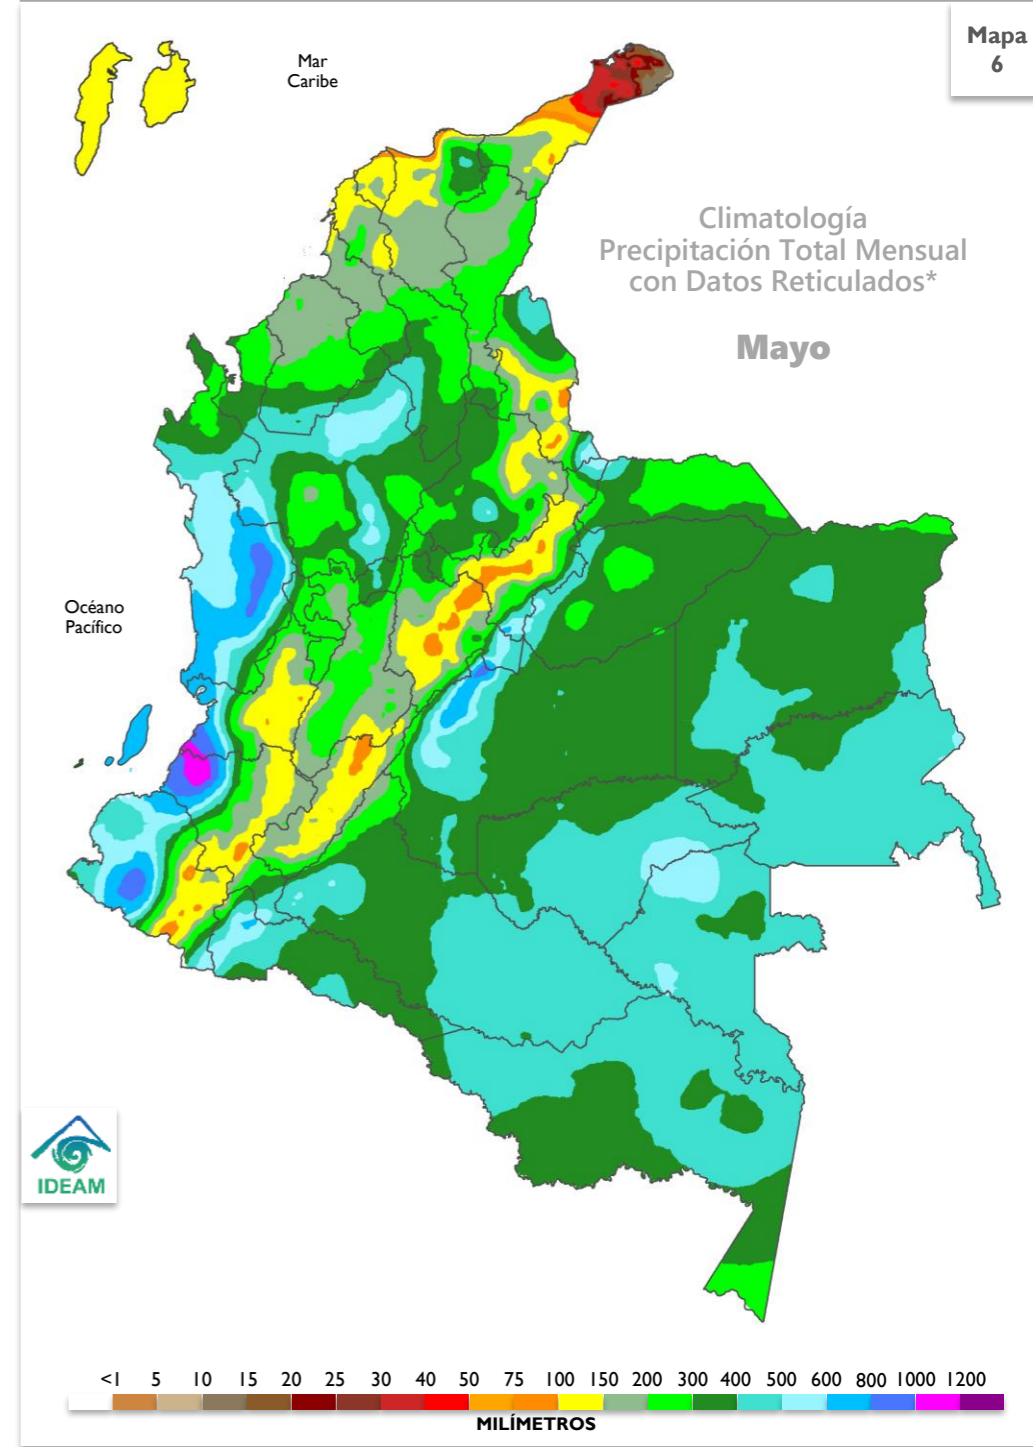 Mapa
6
Mar
Caribe
Climatología
Precipitación Total Mensual
con Datos Reticulados*
Mayo
Océano
Pacífico
IDEAM
<1 5 10 15 20 25 30 40 50 75 100 150 200 300 400 500 600 800 1000 1200
MILÍMETROS